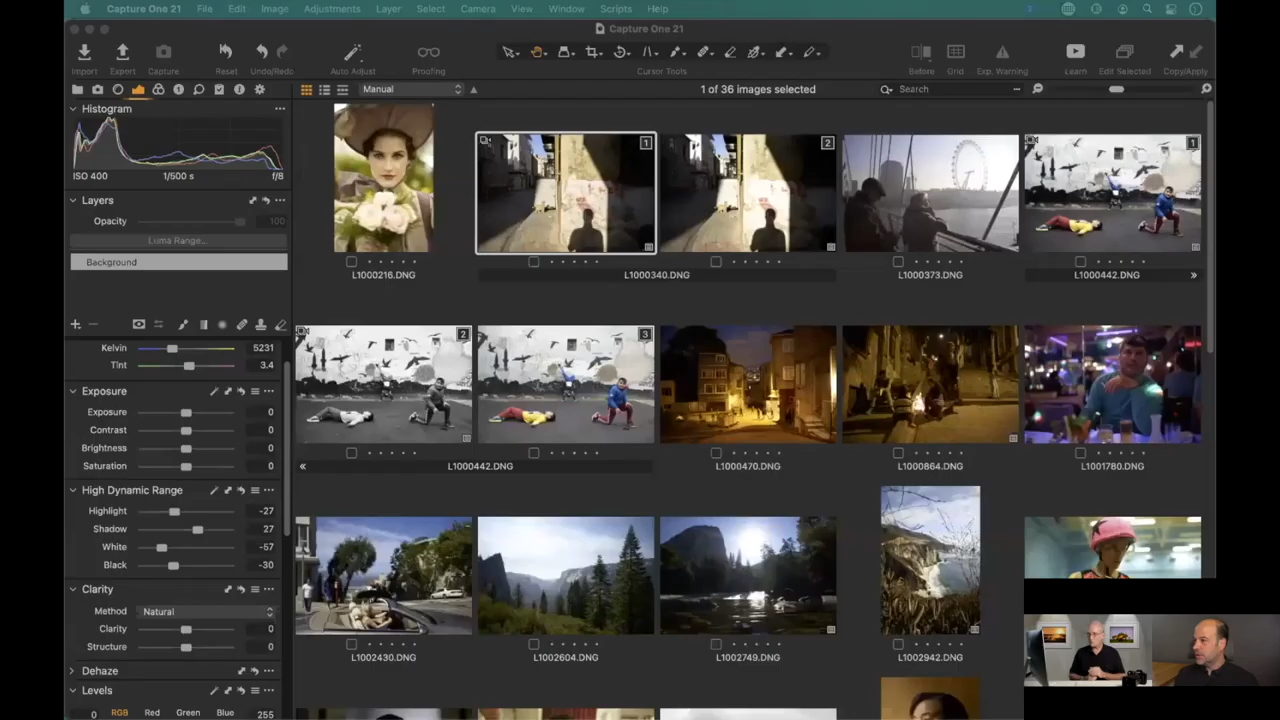 Capture One 21 File Edit Image Adjustments Layer Select Camera View Window Scripts Help
Capture One 21
Import Export Capture Reset Undo/Redo Auto Adjust Proofing Cursor Tools Before Grid Exp. Warning Learn Edit Selected Copy/Apply
Manual 1 of 36 images selected Search
Histogram
ISO 400 1/500 s f/8
Layers
Opacity 100
Luma Range...
Background
Kelvin 5231
Tint 3.4
Exposure
Exposure 0
Contrast 0
Brightness 0
Saturation 0
High Dynamic Range
Highlight -27
Shadow 27
White -57
Black -30
Clarity
Method Natural
Clarity 0
Structure 0
Dehaze
Levels
0 RGB Red Green Blue 255
1 2 1
L1000216.DNG L1000340.DNG L1000373.DNG L1000442.DNG »
2 3
« L1000442.DNG L1000470.DNG L1000864.DNG L1001780.DNG
L1002430.DNG L1002604.DNG L1002749.DNG L1002942.DNG